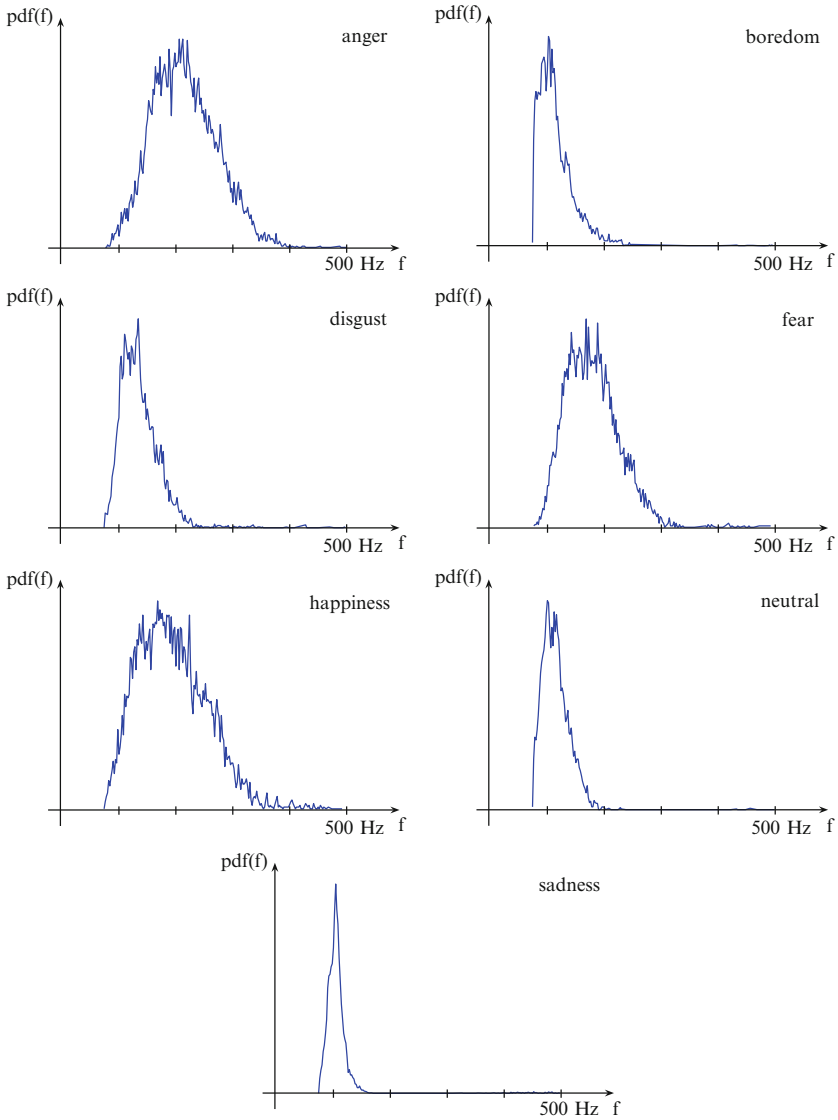 pdf(f)
anger
500 Hz f
pdf(f)
boredom
500 Hz f
pdf(f)
disgust
500 Hz f
pdf(f)
fear
500 Hz f
pdf(f)
happiness
500 Hz f
pdf(f)
neutral
500 Hz f
pdf(f)
sadness
500 Hz f